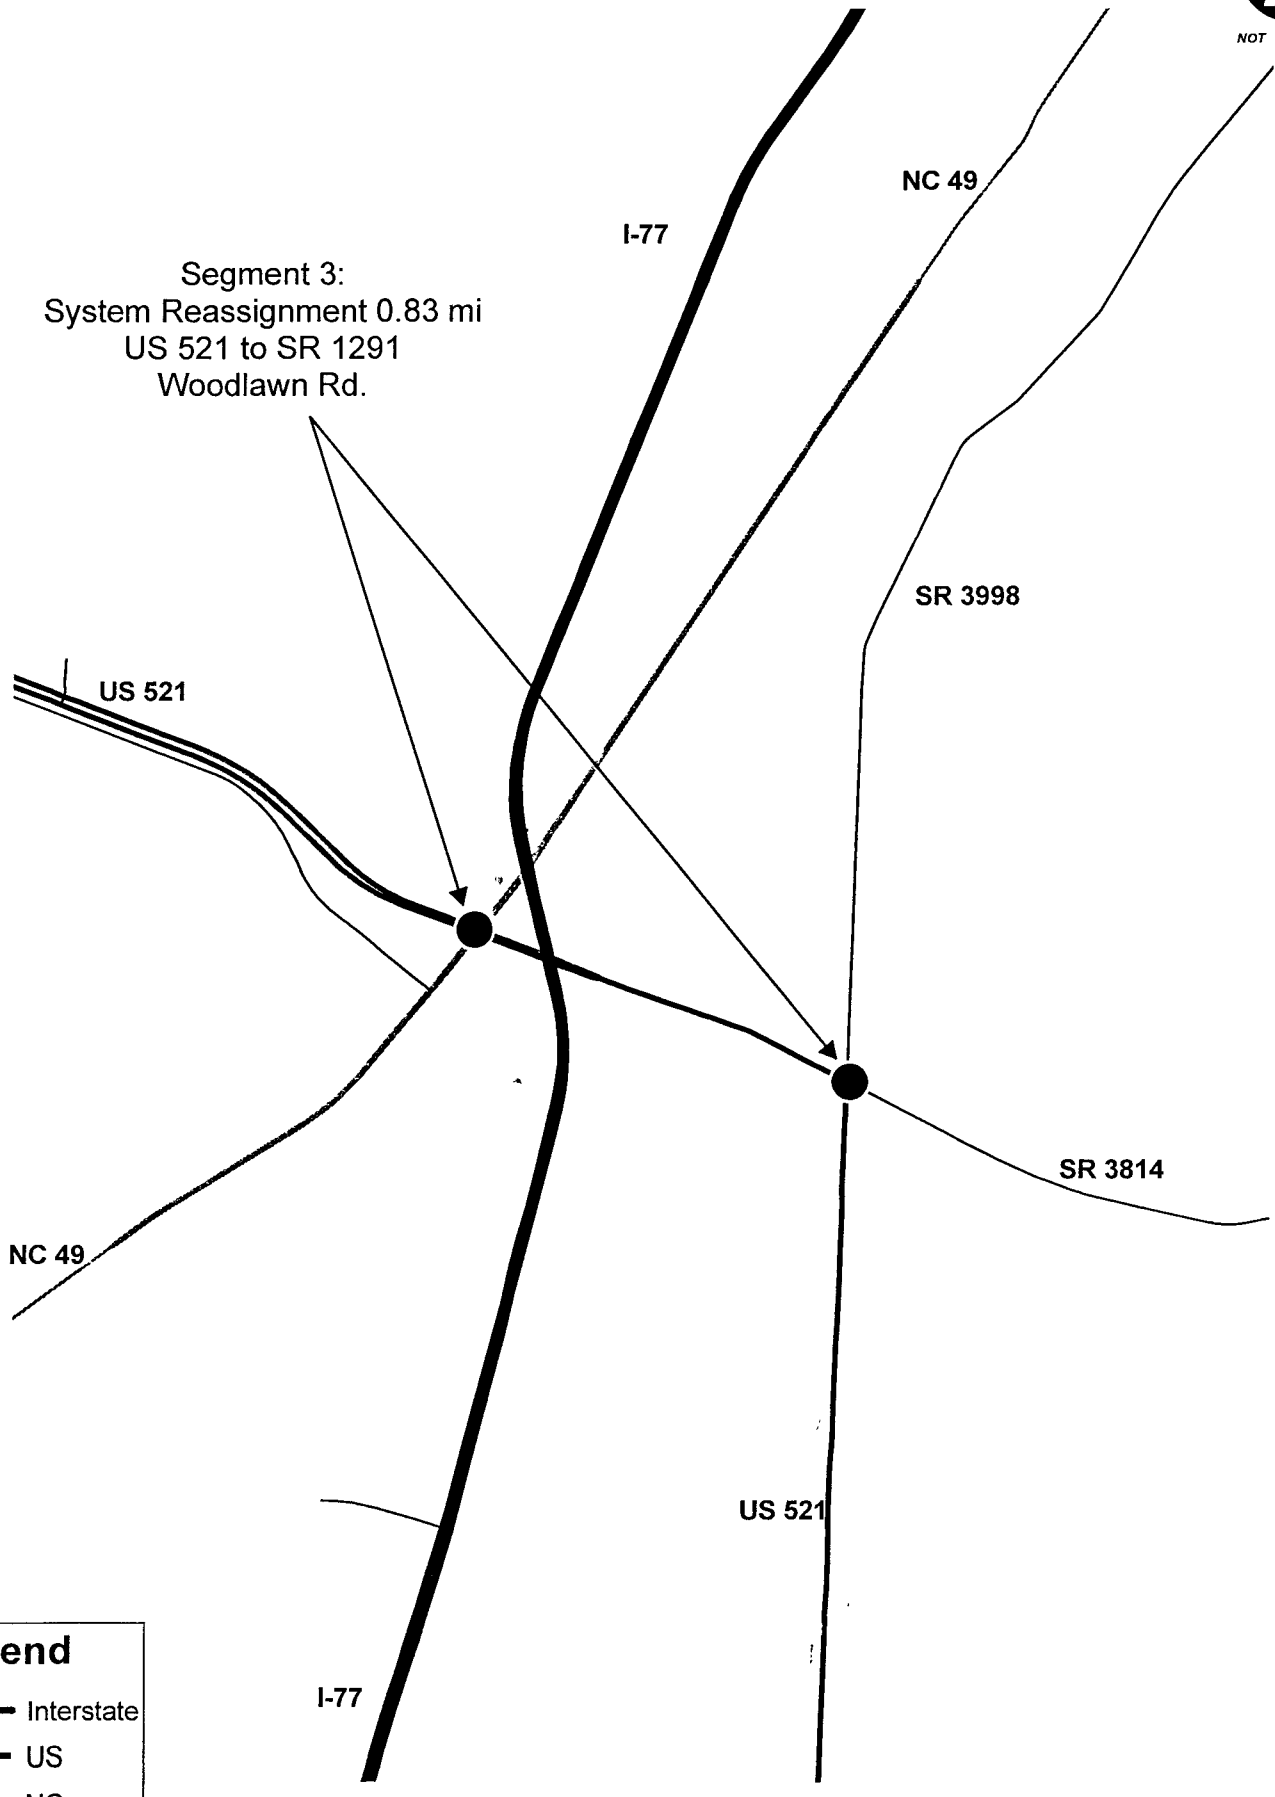 NOT
NC 49
I-77
Segment 3:
System Reassignment 0.83 mi
US 521 to SR 1291
Woodlawn Rd.
SR 3998
US 521
SR 3814
NC 49
US 521
end
Interstate
I-77
US